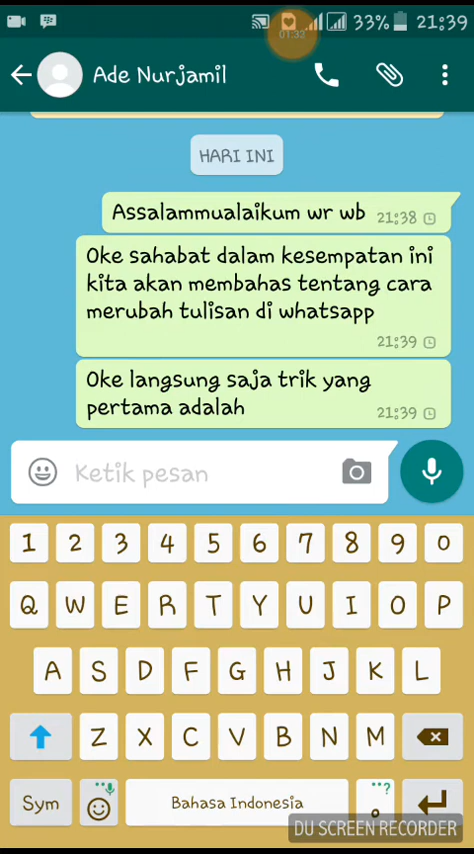 33% 21:39
01:33
Ade Nurjamil
HARI INI
Assalammualaikum wr wb 21:38
Oke sahabat dalam kesempatan ini
kita akan membahas tentang cara
merubah tulisan di whatsapp
21:39
Oke langsung saja trik yang
pertama adalah 21:39
Ketik pesan
1 2 3 4 5 6 7 8 9 0
Q W E R T Y U I O P
A S D F G H J K L
Z X C V B N M
Sym Bahasa Indonesia
DU SCREEN RECORDER